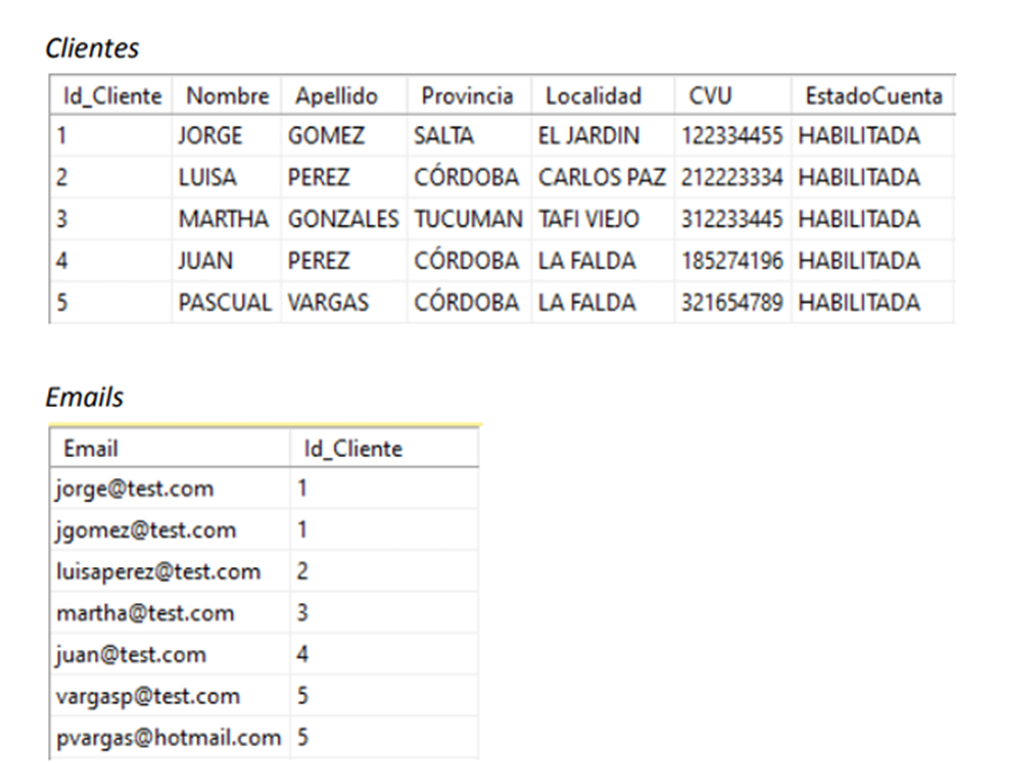 Clientes
Id_Cliente Nombre Apellido Provincia Localidad CVU EstadoCuenta
1 JORGE GOMEZ SALTA EL JARDIN 122334455 HABILITADA
2 LUISA PEREZ CÓRDOBA CARLOS PAZ 212223334 HABILITADA
3 MARTHA GONZALES TUCUMAN TAFI VIEJO 312233445 HABILITADA
4 JUAN PEREZ CÓRDOBA LA FALDA 185274196 HABILITADA
5 PASCUAL VARGAS CÓRDOBA LA FALDA 321654789 HABILITADA
Emails
Email Id_Cliente
jorge@test.com 1
jgomez@test.com 1
luisaperez@test.com 2
martha@test.com 3
juan@test.com 4
vargasp@test.com 5
pvargas@hotmail.com 5